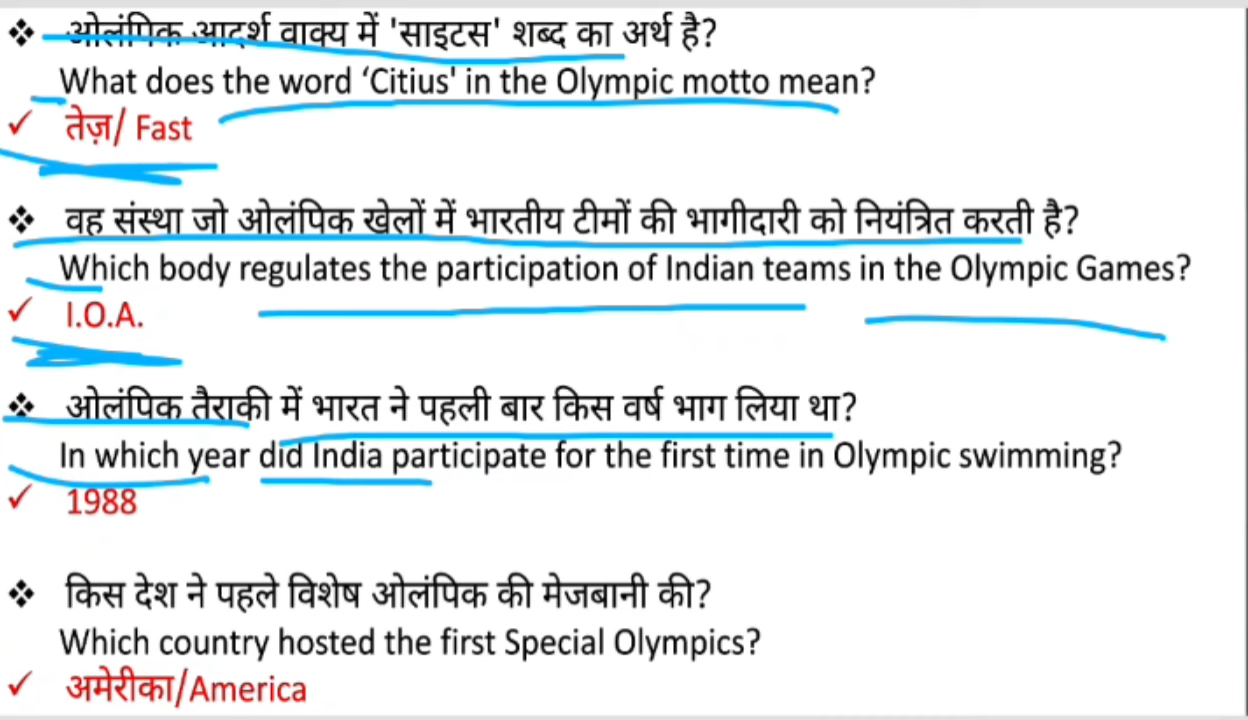 ❖ ओलंपिक आदर्श वाक्य में 'साइटस' शब्द का अर्थ है?
What does the word ‘Citius' in the Olympic motto mean?
✓ तेज़/ Fast
❖ वह संस्था जो ओलंपिक खेलों में भारतीय टीमों की भागीदारी को नियंत्रित करती है?
Which body regulates the participation of Indian teams in the Olympic Games?
✓ I.O.A.
❖ ओलंपिक तैराकी में भारत ने पहली बार किस वर्ष भाग लिया था?
In which year did India participate for the first time in Olympic swimming?
✓ 1988
❖ किस देश ने पहले विशेष ओलंपिक की मेजबानी की?
Which country hosted the first Special Olympics?
✓ अमेरीका/America